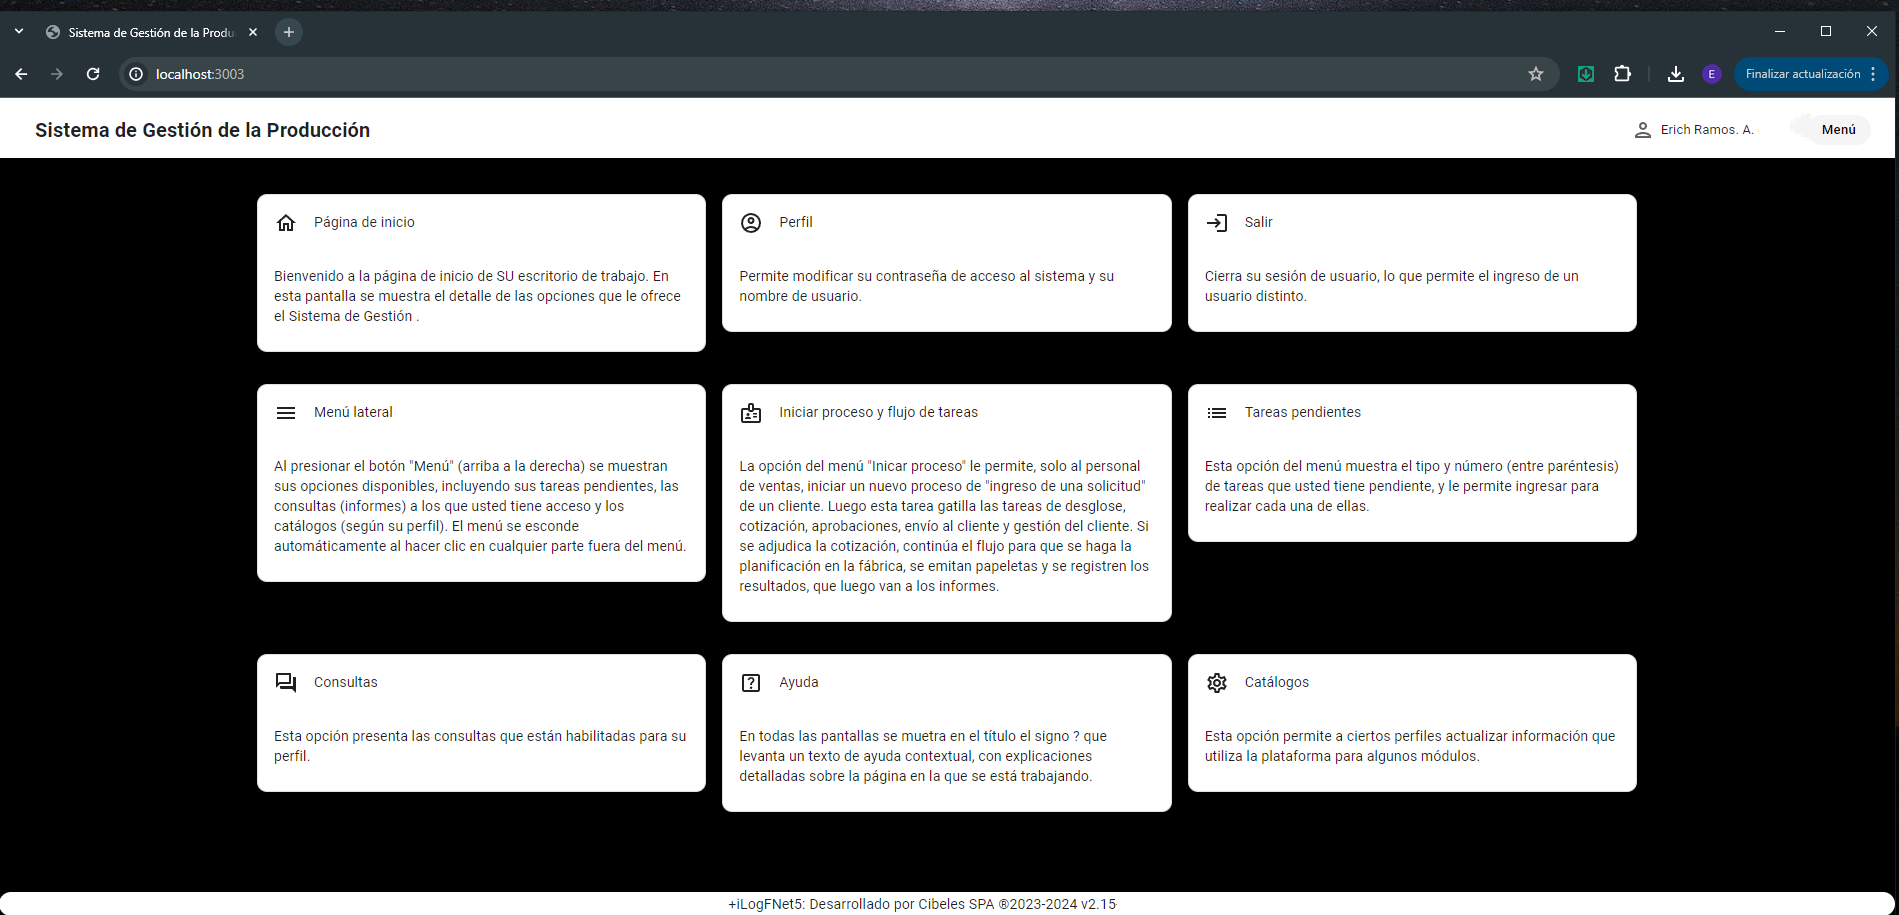 Sistema de Gestión de la Produ
localhost:3003
E
Finalizar actualización
Sistema de Gestión de la Producción
Erich Ramos. A.
Menú
Página de inicio
Bienvenido a la página de inicio de SU escritorio de trabajo. En
esta pantalla se muestra el detalle de las opciones que le ofrece
el Sistema de Gestión .
Perfil
Permite modificar su contraseña de acceso al sistema y su
nombre de usuario.
Salir
Cierra su sesión de usuario, lo que permite el ingreso de un
usuario distinto.
Menú lateral
Al presionar el botón "Menú" (arriba a la derecha) se muestran
sus opciones disponibles, incluyendo sus tareas pendientes, las
consultas (informes) a los que usted tiene acceso y los
catálogos (según su perfil). El menú se esconde
automáticamente al hacer clic en cualquier parte fuera del menú.
Iniciar proceso y flujo de tareas
La opción del menú "Inicar proceso" le permite, solo al personal
de ventas, iniciar un nuevo proceso de "ingreso de una solicitud"
de un cliente. Luego esta tarea gatilla las tareas de desglose,
cotización, aprobaciones, envío al cliente y gestión del cliente. Si
se adjudica la cotización, continúa el flujo para que se haga la
planificación en la fábrica, se emitan papeletas y se registren los
resultados, que luego van a los informes.
Tareas pendientes
Esta opción del menú muestra el tipo y número (entre paréntesis)
de tareas que usted tiene pendiente, y le permite ingresar para
realizar cada una de ellas.
Consultas
Esta opción presenta las consultas que están habilitadas para su
perfil.
Ayuda
En todas las pantallas se muetra en el título el signo ? que
levanta un texto de ayuda contextual, con explicaciones
detalladas sobre la página en la que se está trabajando.
Catálogos
Esta opción permite a ciertos perfiles actualizar información que
utiliza la plataforma para algunos módulos.
+iLogFNet5: Desarrollado por Cibeles SPA ®2023-2024 v2.15